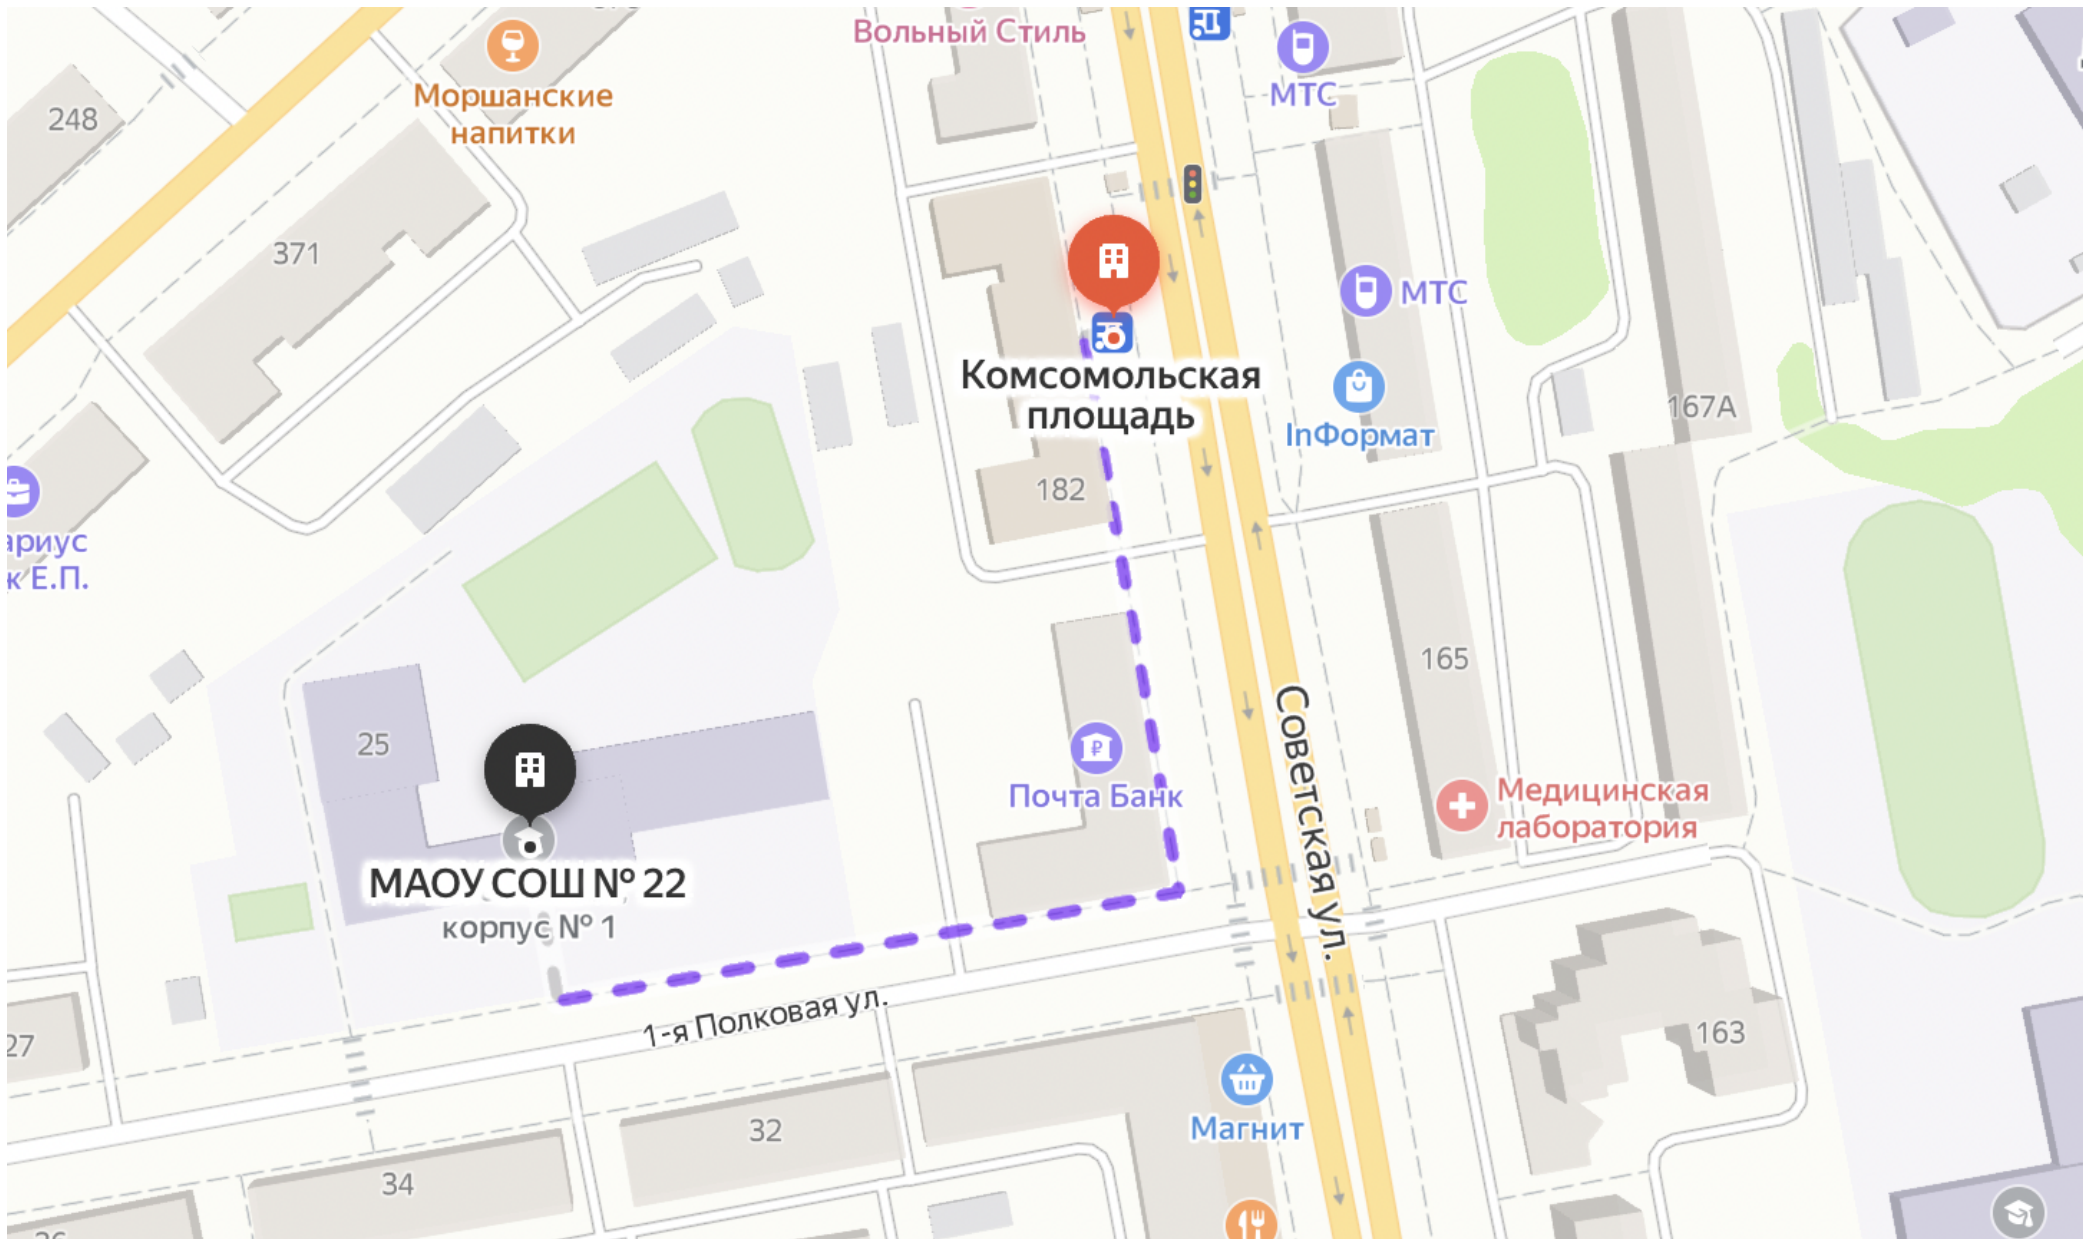 Вольный Стиль
Моршанские
напитки
МТС
248
371
МТС
Комсомольская
площадь
InФормат
167А
182
ариус
к Е.П.
165
25
Почта Банк
₽
Советская ул.
Медицинская
лаборатория
МАОУ СОШ № 22
корпус № 1
1-я Полковая ул.
27
163
Магнит
32
34